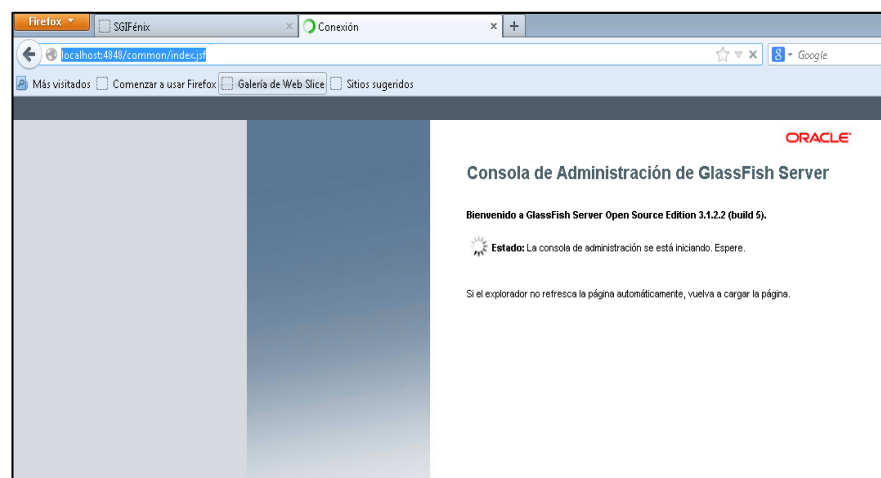 Firefox
SGIFénix
Conexión
localhost:4848/common/index.jsf
Google
Más visitados Comenzar a usar Firefox Galería de Web Slice Sitios sugeridos
ORACLE
Consola de Administración de GlassFish Server
Bienvenido a GlassFish Server Open Source Edition 3.1.2.2 (build 5).
Estado: La consola de administración se está iniciando. Espere.
Si el explorador no refresca la página automáticamente, vuelva a cargar la página.